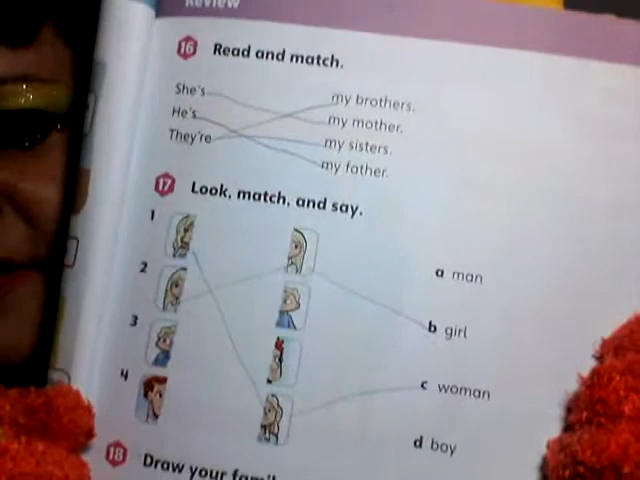 Review
16 Read and match.
She's my brothers.
He's my mother.
They're my sisters.
my father.
17 Look, match, and say.
1
2 a man
3 b girl
4 c woman
d boy
18 Draw your